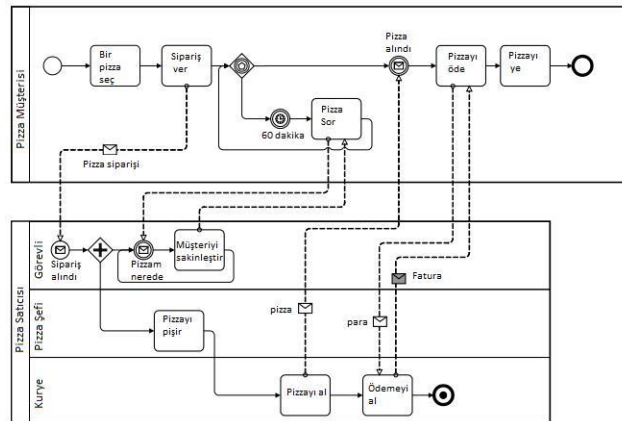 Pizza Müşterisi
Bir
pizza
seç
Sipariş
ver
Pizza
alındı
Pizzayı
öde
Pizzayı
ye
60 dakika
Pizza
Sor
Pizza siparişi
Pizza Satıcısı
Görevli
Sipariş
alındı
Pizzam
nerede
Müşteriyi
sakinleştir
Fatura
Pizza Şefi
Pizzayı
pişir
pizza
para
Kurye
Pizzayı al
Ödemeyi
al